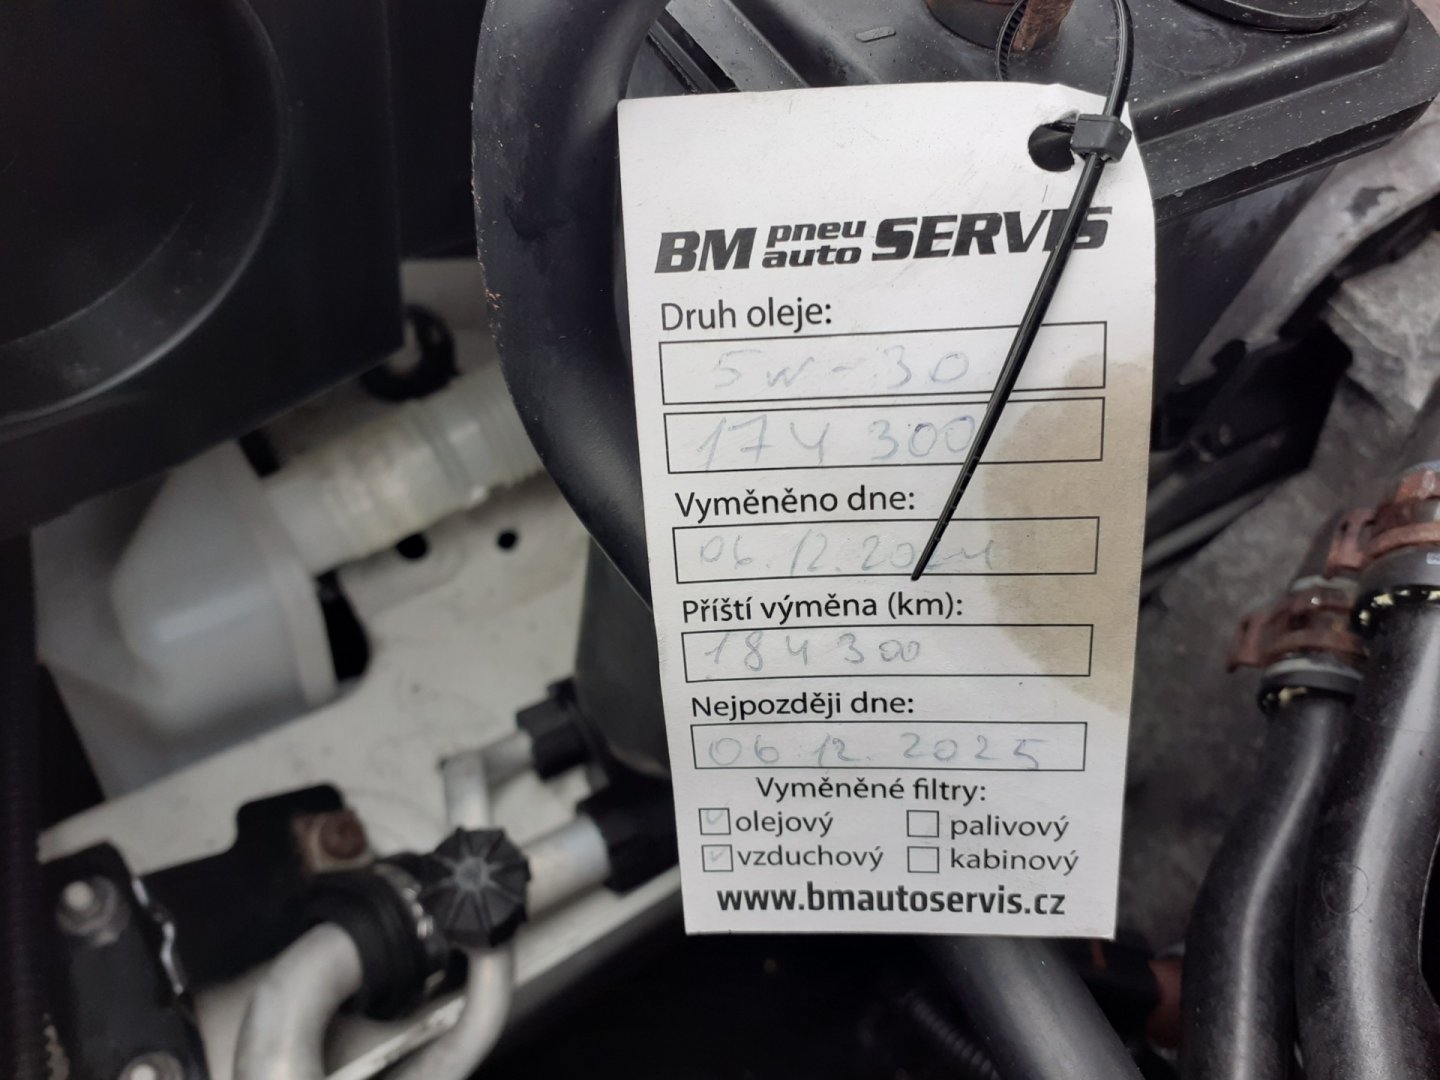 BM pneu auto SERVIS
Druh oleje:
5W-30
174 300
Vyměněno dne:
06.12.2024
Příští výměna (km):
184 300
Nejpozději dne:
06.12.2025
Vyměněné filtry:
olejový palivový
vzduchový kabinový
www.bmautoservis.cz